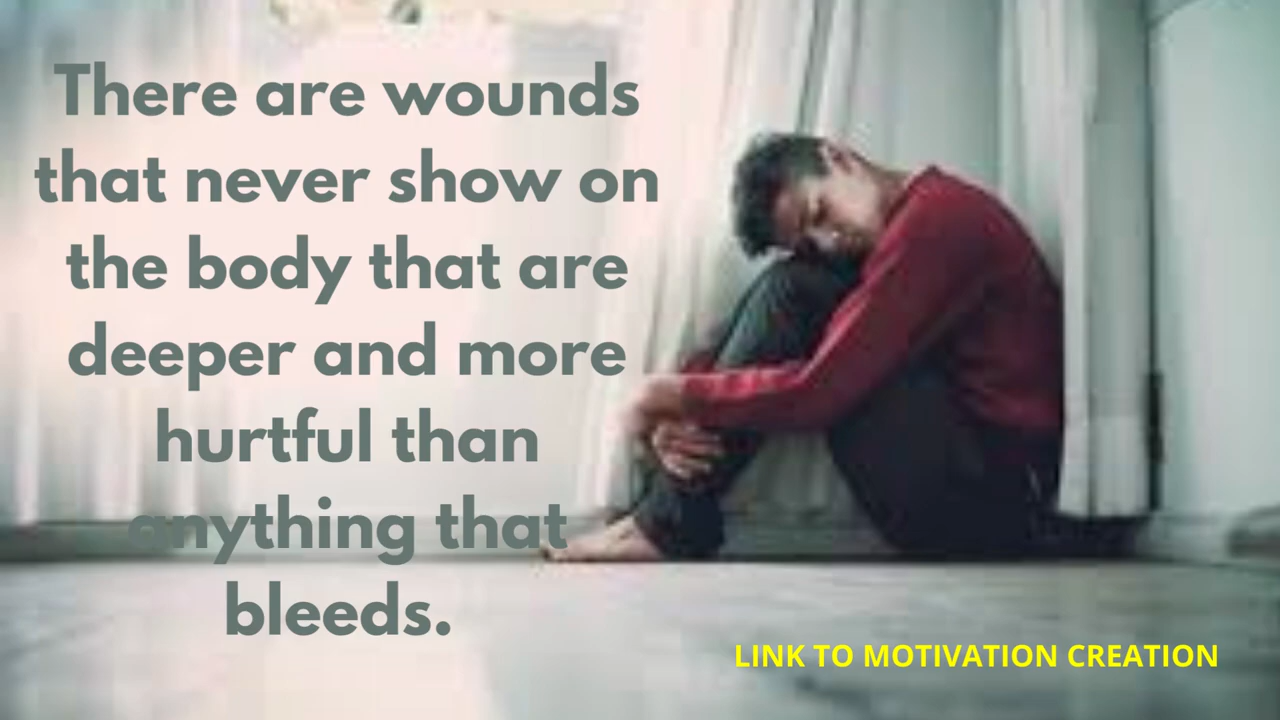 There are wounds
that never show on
the body that are
deeper and more
hurtful than
anything that
bleeds.
LINK TO MOTIVATION CREATION